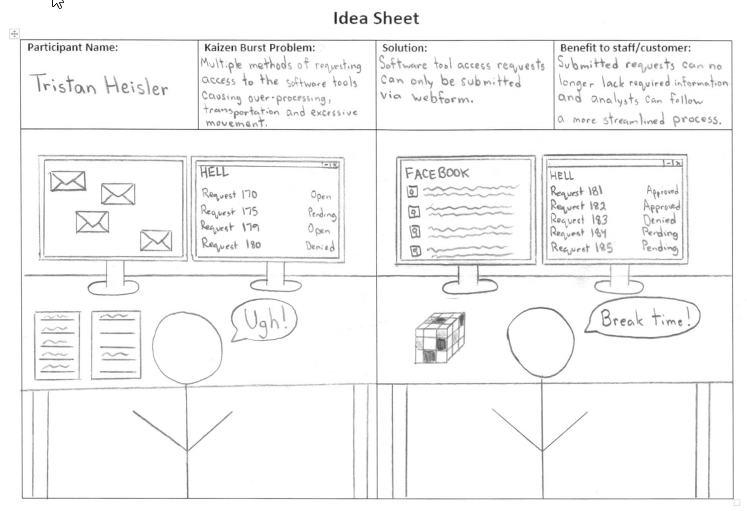 Idea Sheet
Participant Name:
Tristan Heisler
Kaizen Burst Problem:
Multiple methods of requesting
access to the software tools
causing over-processing,
transportation and excessive
movement.
Solution:
Software tool access requests
can only be submitted
via webform.
Benefit to staff/customer:
Submitted requests can no
longer lack required information
and analysts can follow
a more streamlined process.
HELL
Request 170 Open
Request 175 Pending
Request 179 Open
Request 180 Denied
Ugh!
FACEBOOK
HELL
Request 181 Approved
Request 182 Approved
Request 183 Denied
Request 184 Pending
Request 185 Pending
Break time!